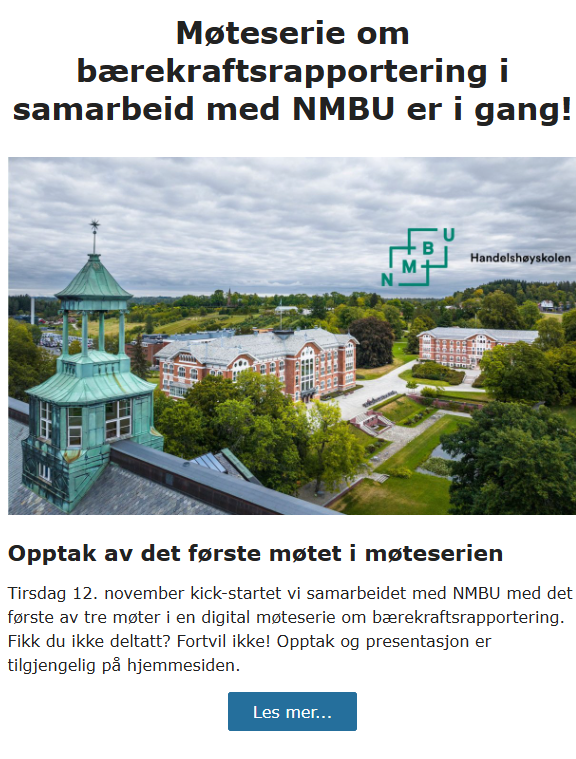 Møteserie om
bærekraftsrapportering i
samarbeid med NMBU er i gang!
NMBU
Handelshøyskolen
Opptak av det første møtet i møteserien
Tirsdag 12. november kick-startet vi samarbeidet med NMBU med det
første av tre møter i en digital møteserie om bærekraftsrapportering.
Fikk du ikke deltatt? Fortvil ikke! Opptak og presentasjon er
tilgjengelig på hjemmesiden.
Les mer...